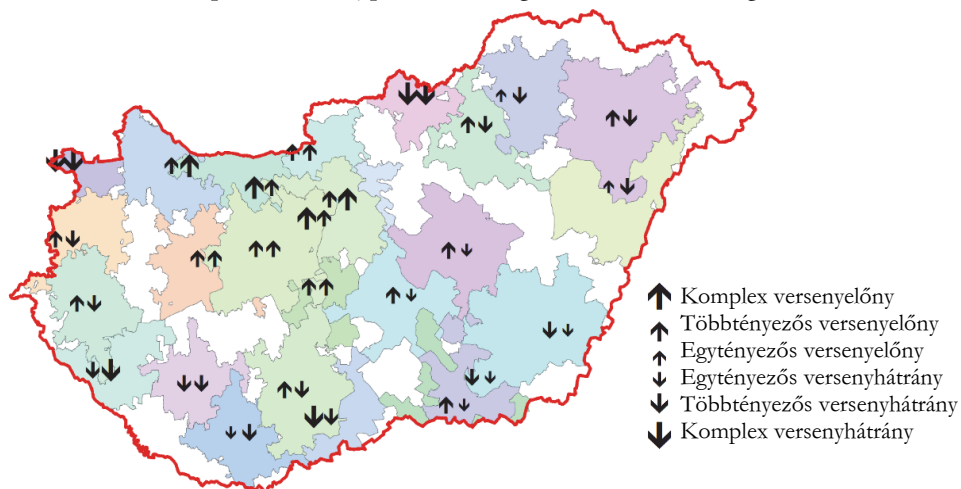 Komplex versenyelőny
Többtényezős versenyelőny
Egytényezős versenyelőny
Egytényezős versenyhátrány
Többtényezős versenyhátrány
Komplex versenyhátrány